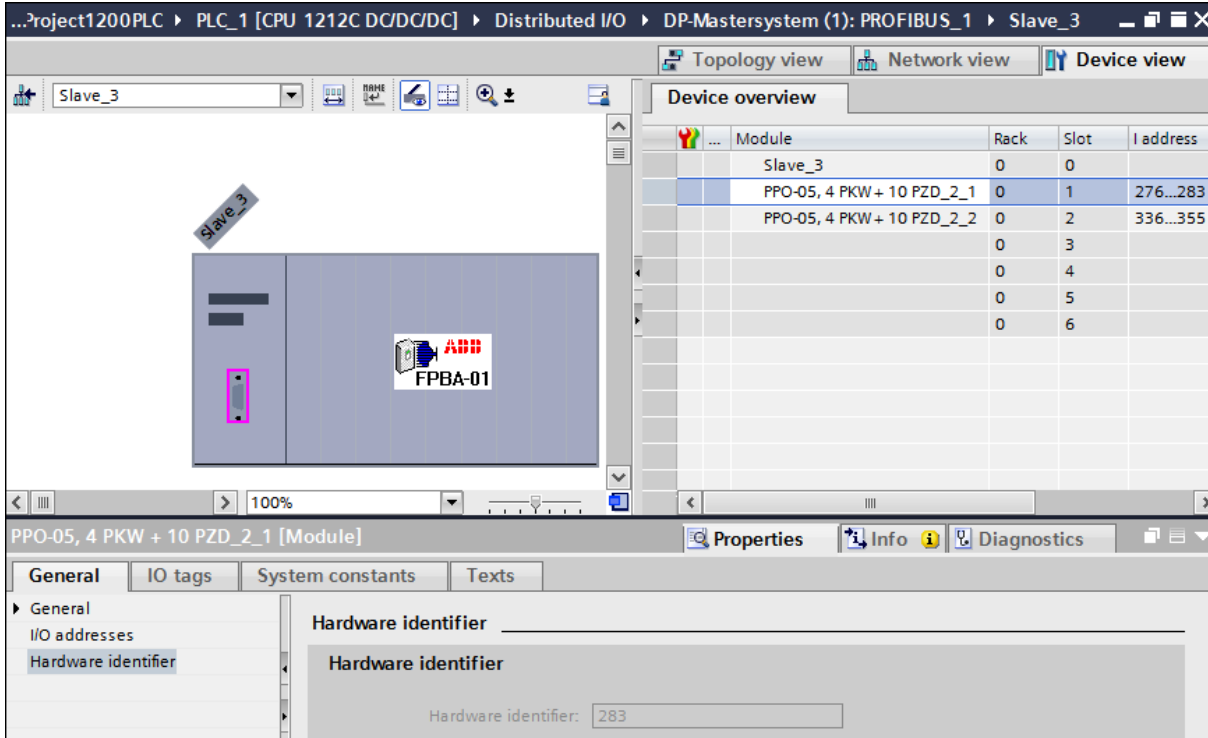 ...Project1200PLC ▸ PLC_1 [CPU 1212C DC/DC/DC] ▸ Distributed I/O ▸ DP-Mastersystem (1): PROFIBUS_1 ▸ Slave_3
Topology view Network view Device view
Slave_3
Device overview
... Module Rack Slot I address
Slave_3 0 0
PPO-05, 4 PKW + 10 PZD_2_1 0 1 276...283
PPO-05, 4 PKW + 10 PZD_2_2 0 2 336...355
0 3
0 4
0 5
0 6
Slave_3
ABB
FPBA-01
100%
PPO-05, 4 PKW + 10 PZD_2_1 [Module]
Properties Info Diagnostics
General IO tags System constants Texts
General
I/O addresses
Hardware identifier
Hardware identifier
Hardware identifier
Hardware identifier: 283